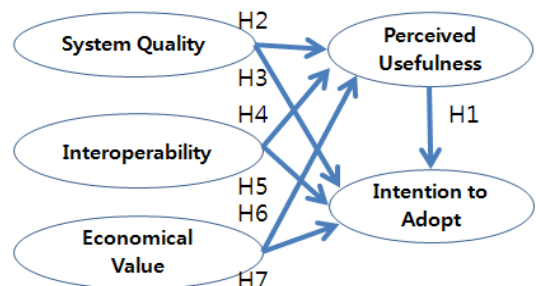 H2
System Quality
Perceived
Usefulness
H3
H4
H1
Interoperability
H5
Intention to
Adopt
H6
Economical
Value
H7